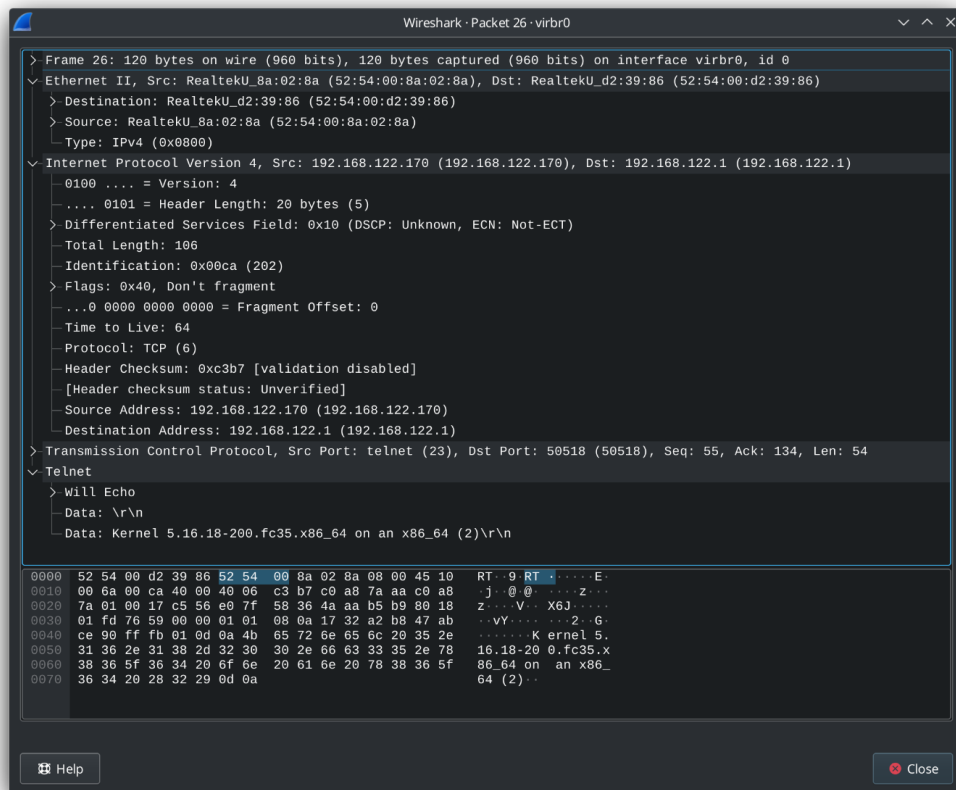 Wireshark · Packet 26 · virbr0
Frame 26: 120 bytes on wire (960 bits), 120 bytes captured (960 bits) on interface virbr0, id 0
Ethernet II, Src: RealtekU_8a:02:8a (52:54:00:8a:02:8a), Dst: RealtekU_d2:39:86 (52:54:00:d2:39:86)
Destination: RealtekU_d2:39:86 (52:54:00:d2:39:86)
Source: RealtekU_8a:02:8a (52:54:00:8a:02:8a)
Type: IPv4 (0x0800)
Internet Protocol Version 4, Src: 192.168.122.170 (192.168.122.170), Dst: 192.168.122.1 (192.168.122.1)
0100 .... = Version: 4
.... 0101 = Header Length: 20 bytes (5)
Differentiated Services Field: 0x10 (DSCP: Unknown, ECN: Not-ECT)
Total Length: 106
Identification: 0x00ca (202)
Flags: 0x40, Don't fragment
...0 0000 0000 0000 = Fragment Offset: 0
Time to Live: 64
Protocol: TCP (6)
Header Checksum: 0xc3b7 [validation disabled]
[Header checksum status: Unverified]
Source Address: 192.168.122.170 (192.168.122.170)
Destination Address: 192.168.122.1 (192.168.122.1)
Transmission Control Protocol, Src Port: telnet (23), Dst Port: 50518 (50518), Seq: 55, Ack: 134, Len: 54
Telnet
Will Echo
Data: \r\n
Data: Kernel 5.16.18-200.fc35.x86_64 on an x86_64 (2)\r\n
0000 52 54 00 d2 39 86 52 54 00 8a 02 8a 08 00 45 10 RT··9·RT ······E·
0010 00 6a 00 ca 40 00 40 06 c3 b7 c0 a8 7a aa c0 a8 ·j··@·@· ····z···
0020 7a 01 00 17 c5 56 e0 7f 58 36 4a aa b5 b9 80 18 z····V·· X6J·····
0030 01 fd 76 59 00 00 01 01 08 0a 17 32 a2 b8 47 ab ··vY···· ···2··G·
0040 ce 90 ff fb 01 0d 0a 4b 65 72 6e 65 6c 20 35 2e ·······K ernel 5.
0050 31 36 2e 31 38 2d 32 30 30 2e 66 63 33 35 2e 78 16.18-20 0.fc35.x
0060 38 36 5f 36 34 20 6f 6e 20 61 6e 20 78 38 36 5f 86_64 on an x86_
0070 36 34 20 28 32 29 0d 0a 64 (2)··
Help
Close